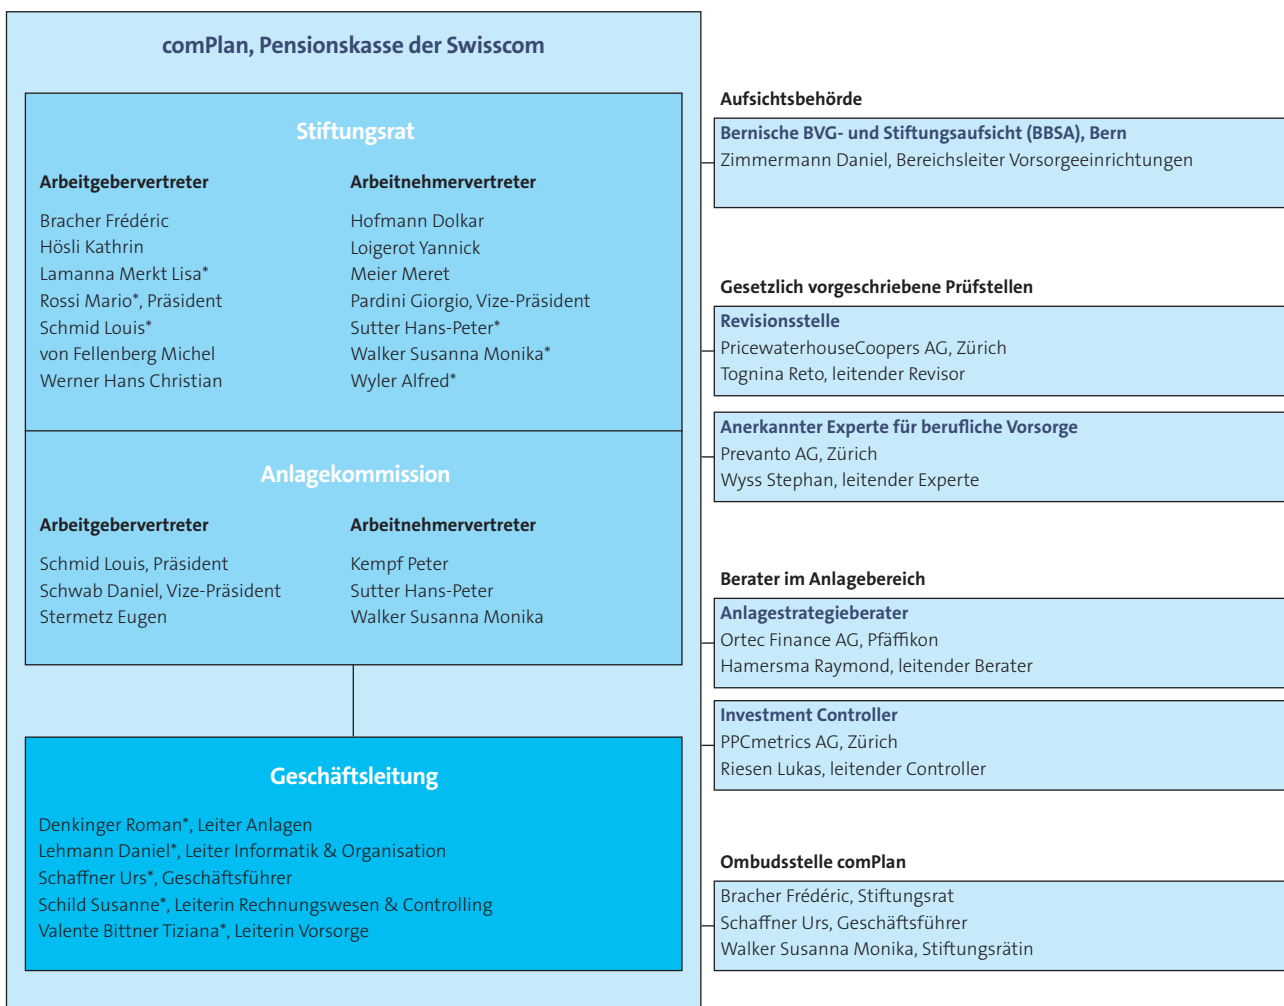 comPlan, Pensionskasse der Swisscom
Stiftungsrat
Arbeitgebervertreter
Bracher Frédéric
Hösli Kathrin
Lamanna Merkt Lisa*
Rossi Mario*, Präsident
Schmid Louis*
von Fellenberg Michel
Werner Hans Christian
Arbeitnehmervertreter
Hofmann Dolkar
Loigerot Yannick
Meier Meret
Pardini Giorgio, Vize-Präsident
Sutter Hans-Peter*
Walker Susanna Monika*
Wyler Alfred*
Anlagekommission
Arbeitgebervertreter
Schmid Louis, Präsident
Schwab Daniel, Vize-Präsident
Stermetz Eugen
Arbeitnehmervertreter
Kempf Peter
Sutter Hans-Peter
Walker Susanna Monika
Geschäftsleitung
Denkinger Roman*, Leiter Anlagen
Lehmann Daniel*, Leiter Informatik & Organisation
Schaffner Urs*, Geschäftsführer
Schild Susanne*, Leiterin Rechnungswesen & Controlling
Valente Bittner Tiziana*, Leiterin Vorsorge
Aufsichtsbehörde
Bernische BVG- und Stiftungsaufsicht (BBSA), Bern
Zimmermann Daniel, Bereichsleiter Vorsorgeeinrichtungen
Gesetzlich vorgeschriebene Prüfstellen
Revisionsstelle
PricewaterhouseCoopers AG, Zürich
Tognina Reto, leitender Revisor
Anerkannter Experte für berufliche Vorsorge
Prevanto AG, Zürich
Wyss Stephan, leitender Experte
Berater im Anlagebereich
Anlagestrategieberater
Ortec Finance AG, Pfäffikon
Hamersma Raymond, leitender Berater
Investment Controller
PPCmetrics AG, Zürich
Riesen Lukas, leitender Controller
Ombudsstelle comPlan
Bracher Frédéric, Stiftungsrat
Schaffner Urs, Geschäftsführer
Walker Susanna Monika, Stiftungsrätin